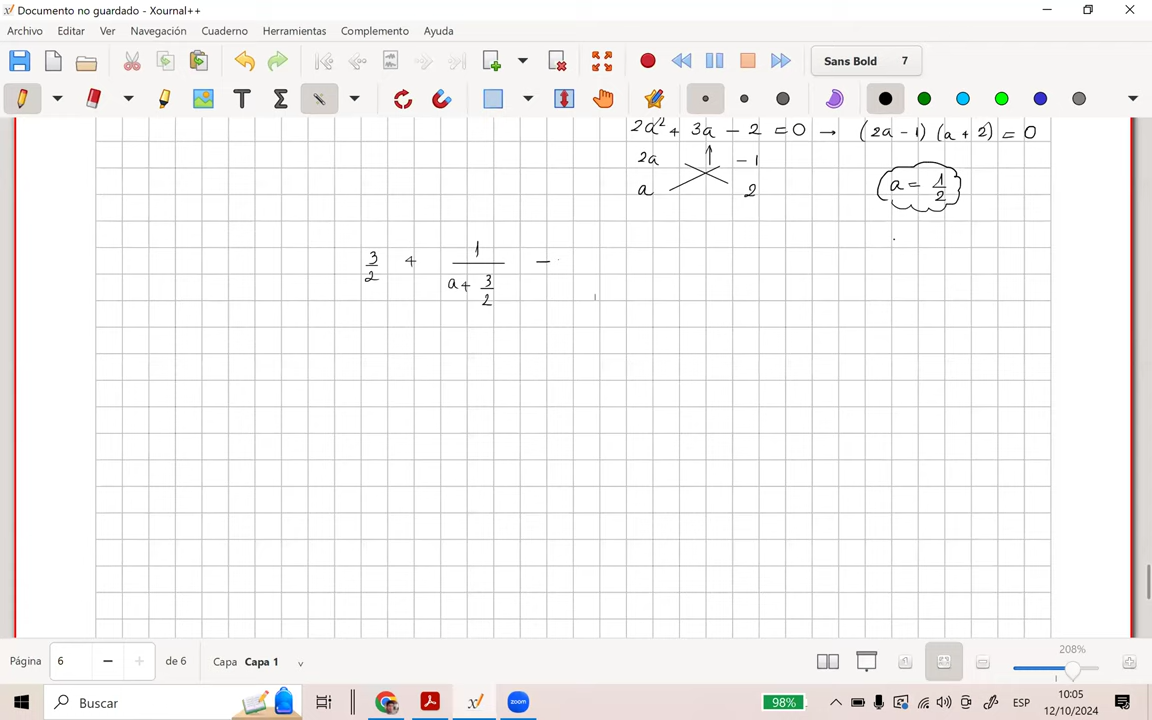 Documento no guardado - Xournal++
Archivo Editar Ver Navegación Cuaderno Herramientas Complemento Ayuda
Sans Bold 7
2a² + 3a - 2 = 0 → (2a - 1) (a + 2) = 0
2a - 1
a 2
a = 1/2
3/2 + 1/(a + 3/2) -
Página 6 de 6 Capa Capa 1
208%
Buscar
zoom
98%
ESP
10:05
12/10/2024